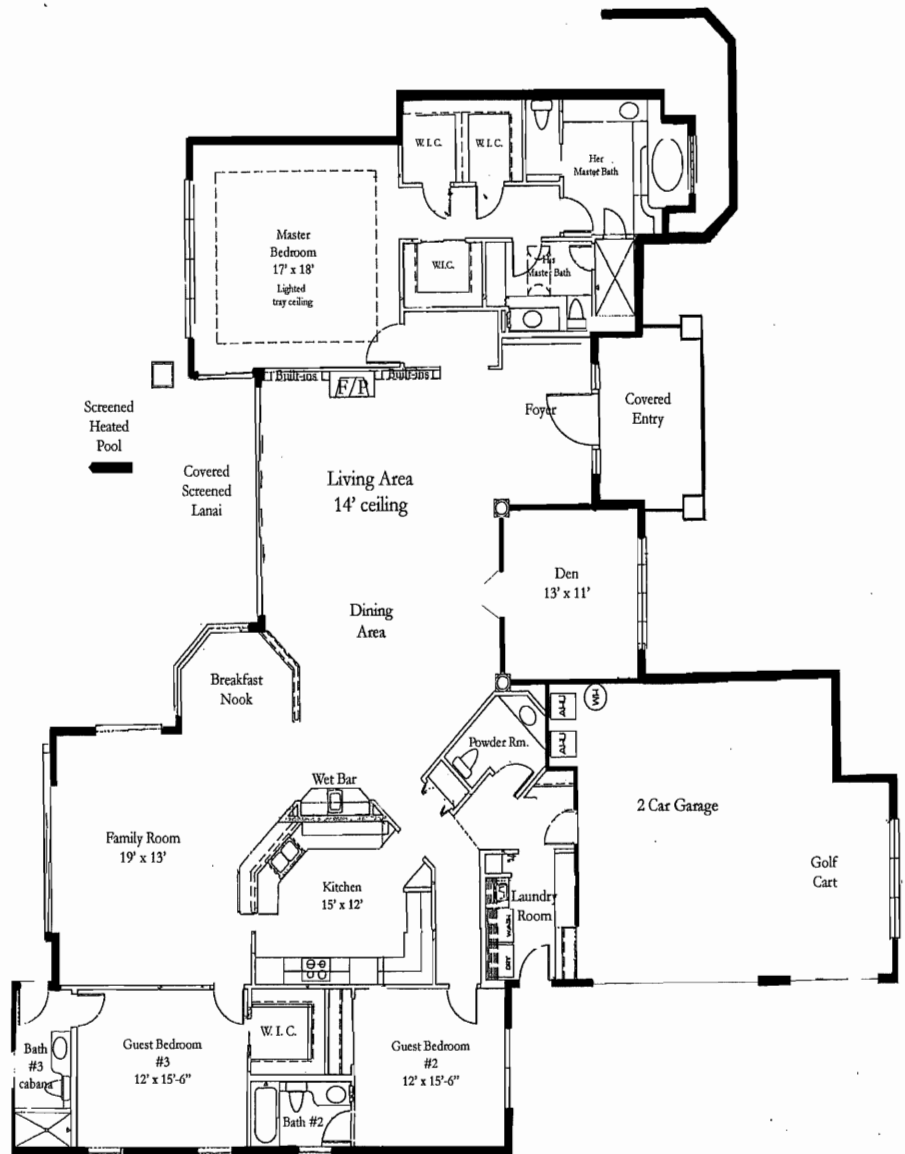 W.I.C.
W.I.C.
Her
Master Bath
Master
Bedroom
17' x 18'
Lighted
tray ceiling
W.I.C.
His
Master Bath
Built-ins
F/P
Built-ins
Foyer
Covered
Entry
Screened
Heated
Pool
Covered
Screened
Lanai
Living Area
14' ceiling
Den
13' x 11'
Dining
Area
Breakfast
Nook
AHU
WH
AHU
Powder Rm.
Wet Bar
2 Car Garage
Family Room
19' x 13'
Golf
Cart
Kitchen
15' x 12'
Laundry
Room
WASH
DRY
Bath
#3
cabana
Guest Bedroom
#3
12' x 15'-6"
W. I. C.
Guest Bedroom
#2
12' x 15'-6"
Bath #2